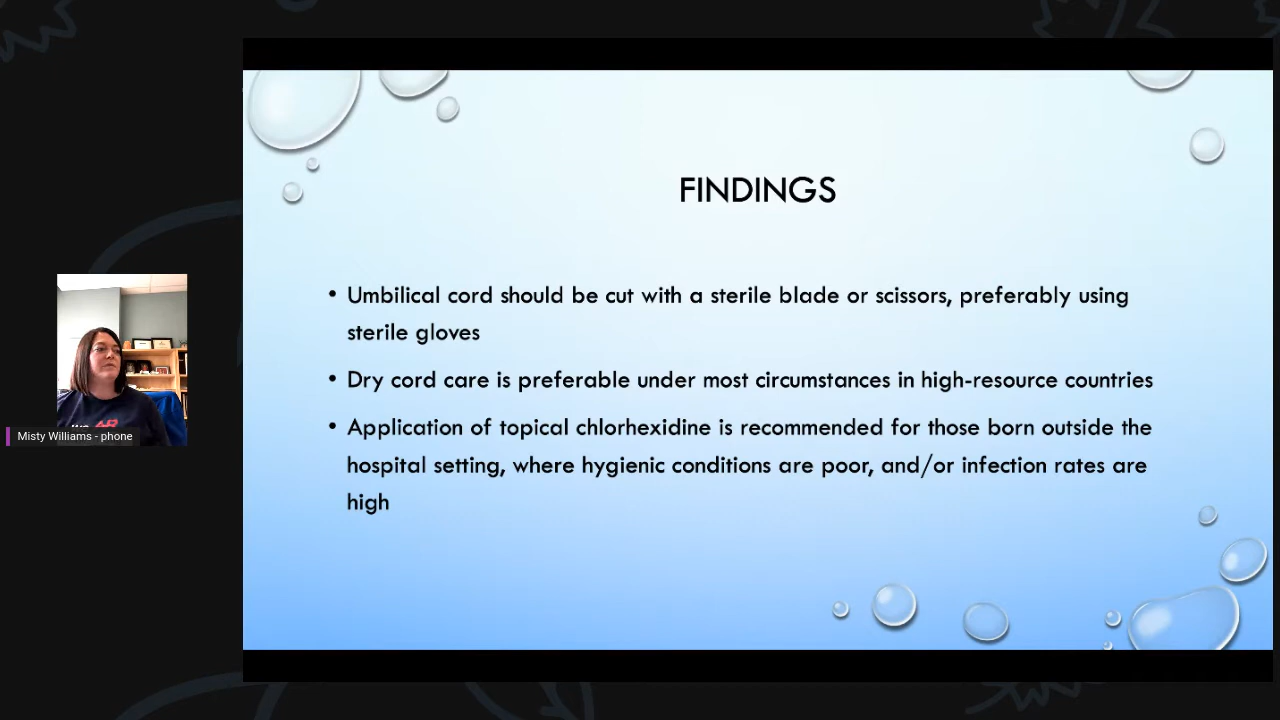 FINDINGS
• Umbilical cord should be cut with a sterile blade or scissors, preferably using
sterile gloves
• Dry cord care is preferable under most circumstances in high-resource countries
• Application of topical chlorhexidine is recommended for those born outside the
hospital setting, where hygienic conditions are poor, and/or infection rates are
high
Misty Williams - phone